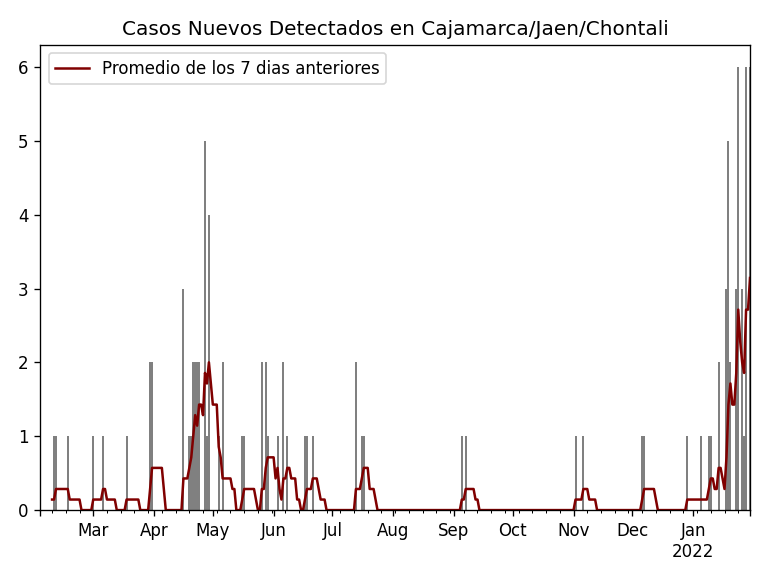 Casos Nuevos Detectados en Cajamarca/Jaen/Chontali
Promedio de los 7 dias anteriores
6
5
4
3
2
1
0
Mar Apr May Jun Jul Aug Sep Oct Nov Dec Jan
2022